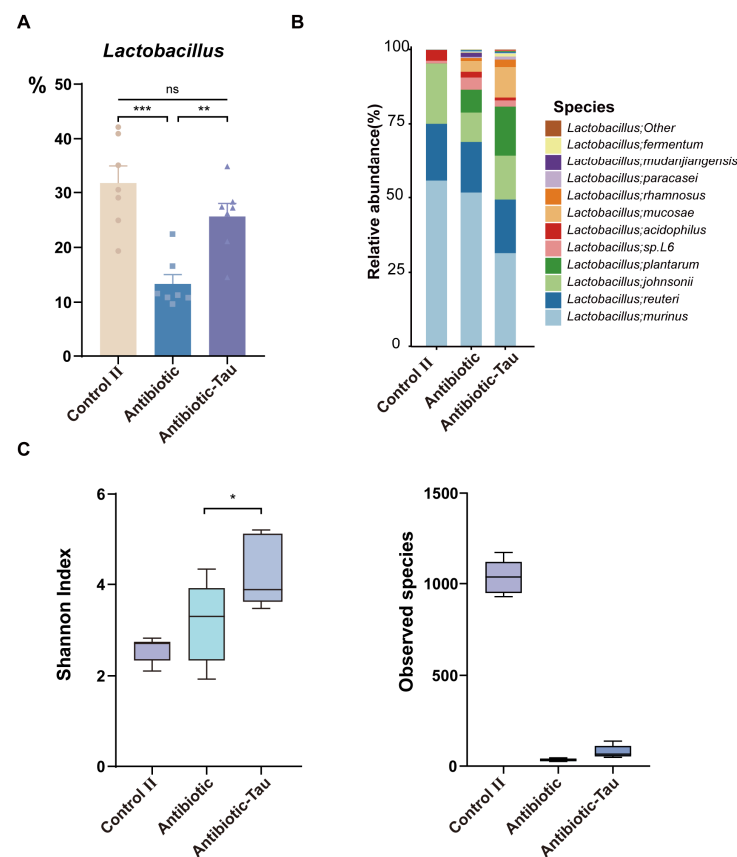 A
Lactobacillus
%
50
40
30
20
10
0
ns
***
**
Control II
Antibiotic
Antibiotic-Tau
B
Relative abundance(%)
100
75
50
25
0
Control II
Antibiotic
Antibiotic-Tau
Species
Lactobacillus;Other
Lactobacillus;fermentum
Lactobacillus;mudanjiangensis
Lactobacillus;paracasei
Lactobacillus;rhamnosus
Lactobacillus;mucosae
Lactobacillus;acidophilus
Lactobacillus;sp.L6
Lactobacillus;plantarum
Lactobacillus;johnsonii
Lactobacillus;reuteri
Lactobacillus;murinus
C
Shannon Index
6
4
2
0
*
Control II
Antibiotic
Antibiotic-Tau
Observed species
1500
1000
500
0
Control II
Antibiotic
Antibiotic-Tau